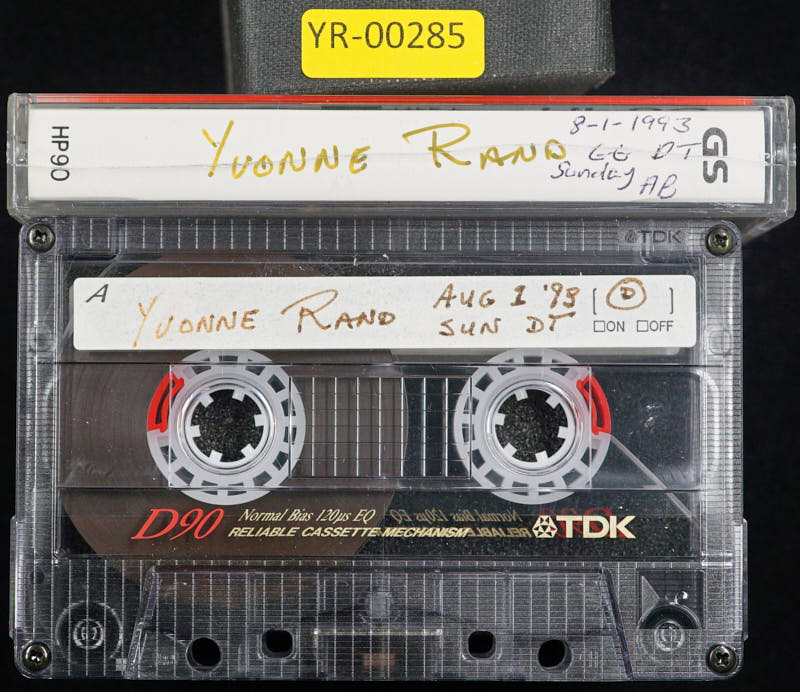 YR-00285
HP90
YVONNE RAND
8-1-1993
GG DT
Sunday AB
GS
TDK
A
YVONNE RAND
AUG 1 '93
SUN DT
[ D ]
□ON □OFF
D90
Normal Bias 120μs EQ
RELIABLE CASSETTE MECHANISM
TDK